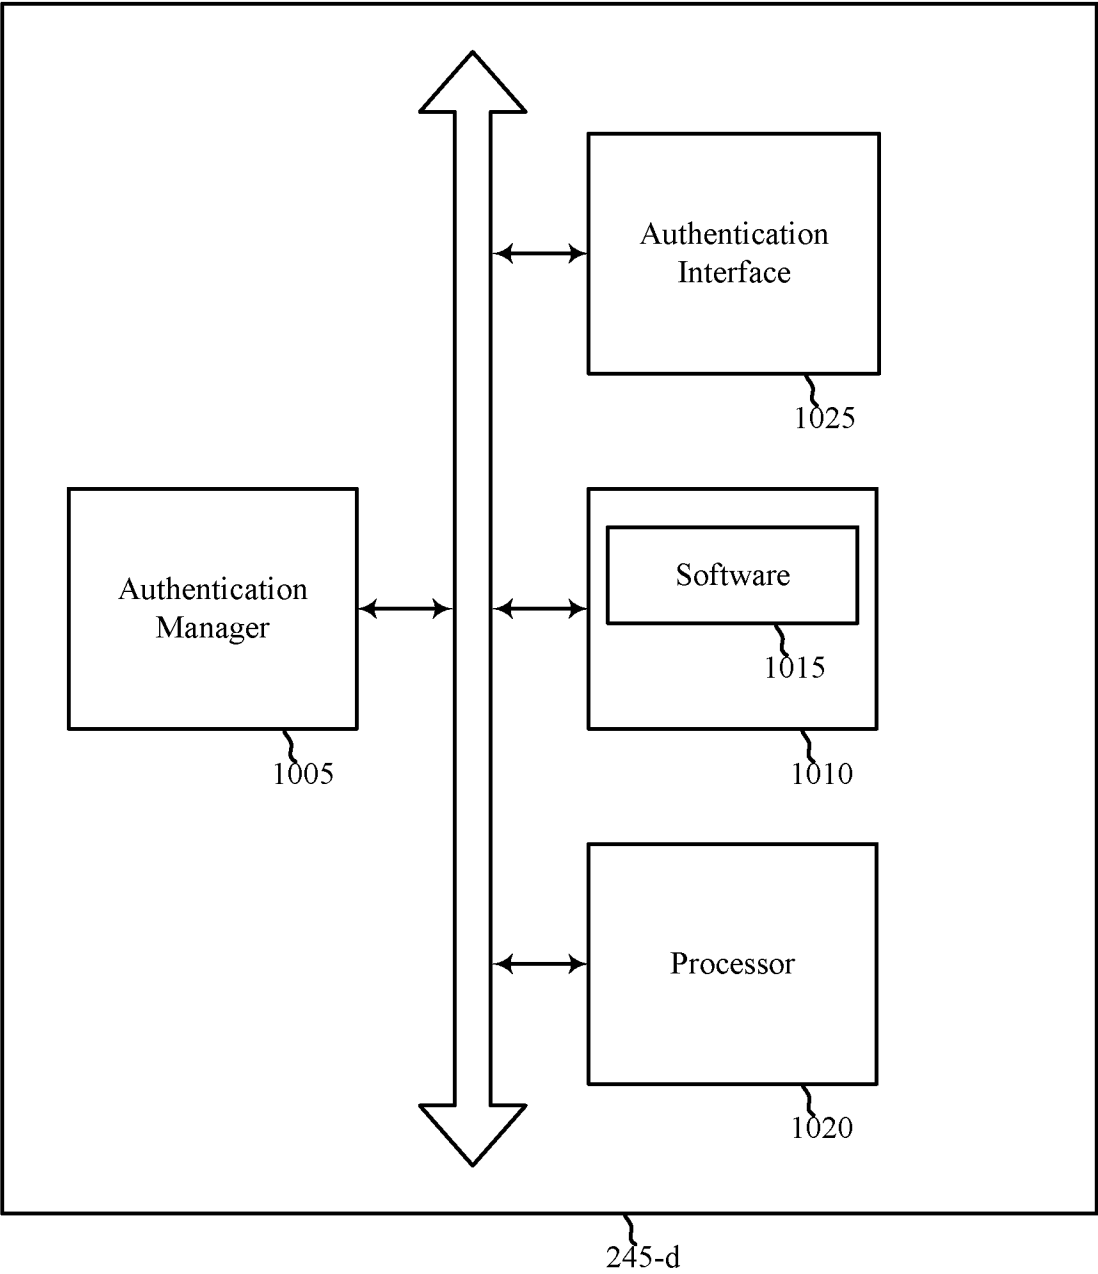 Authentication
Interface
1025
Authentication
Manager
1005
Software
1015
1010
Processor
1020
245-d